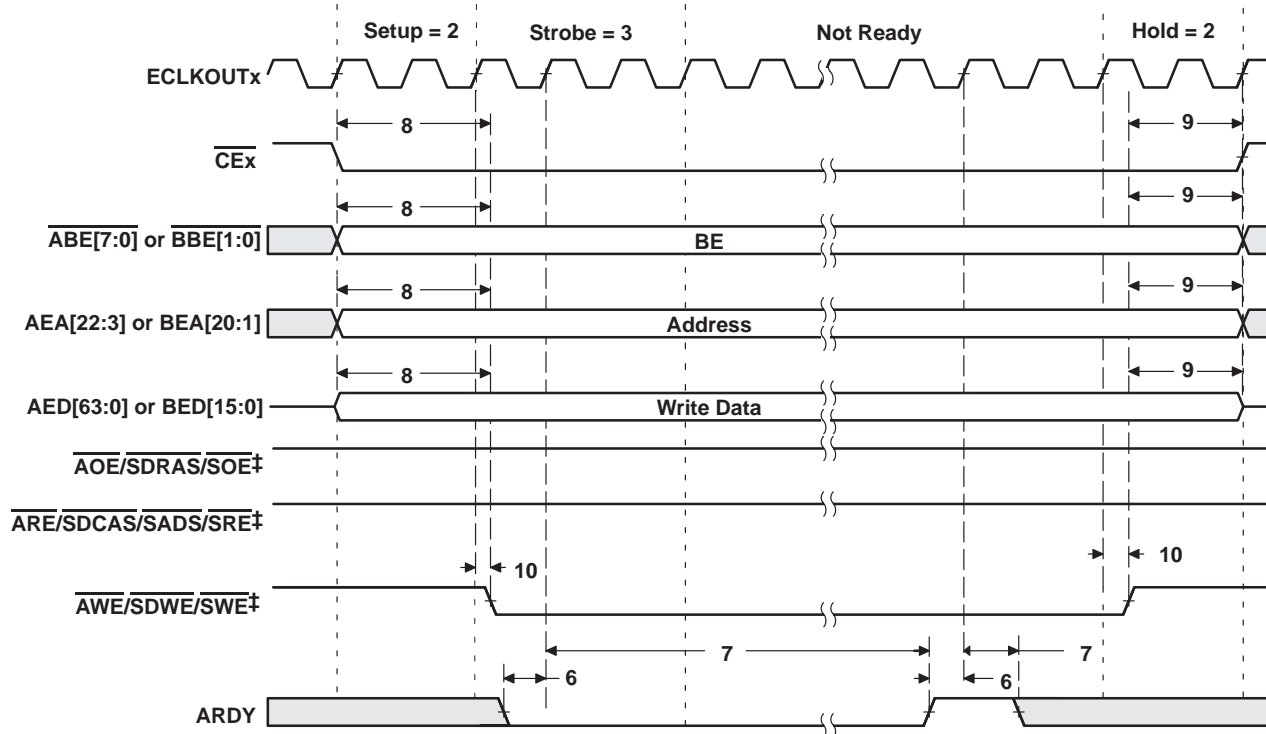 Setup = 2 Strobe = 3 Not Ready Hold = 2
ECLKOUTx
8 9
CEx
8 9
ABE[7:0] or BBE[1:0] BE
8 9
AEA[22:3] or BEA[20:1] Address
8 9
AED[63:0] or BED[15:0] Write Data
AOE/SDRAS/SOE‡
ARE/SDCAS/SADS/SRE‡
10 10
AWE/SDWE/SWE‡
7 7
6 6
ARDY